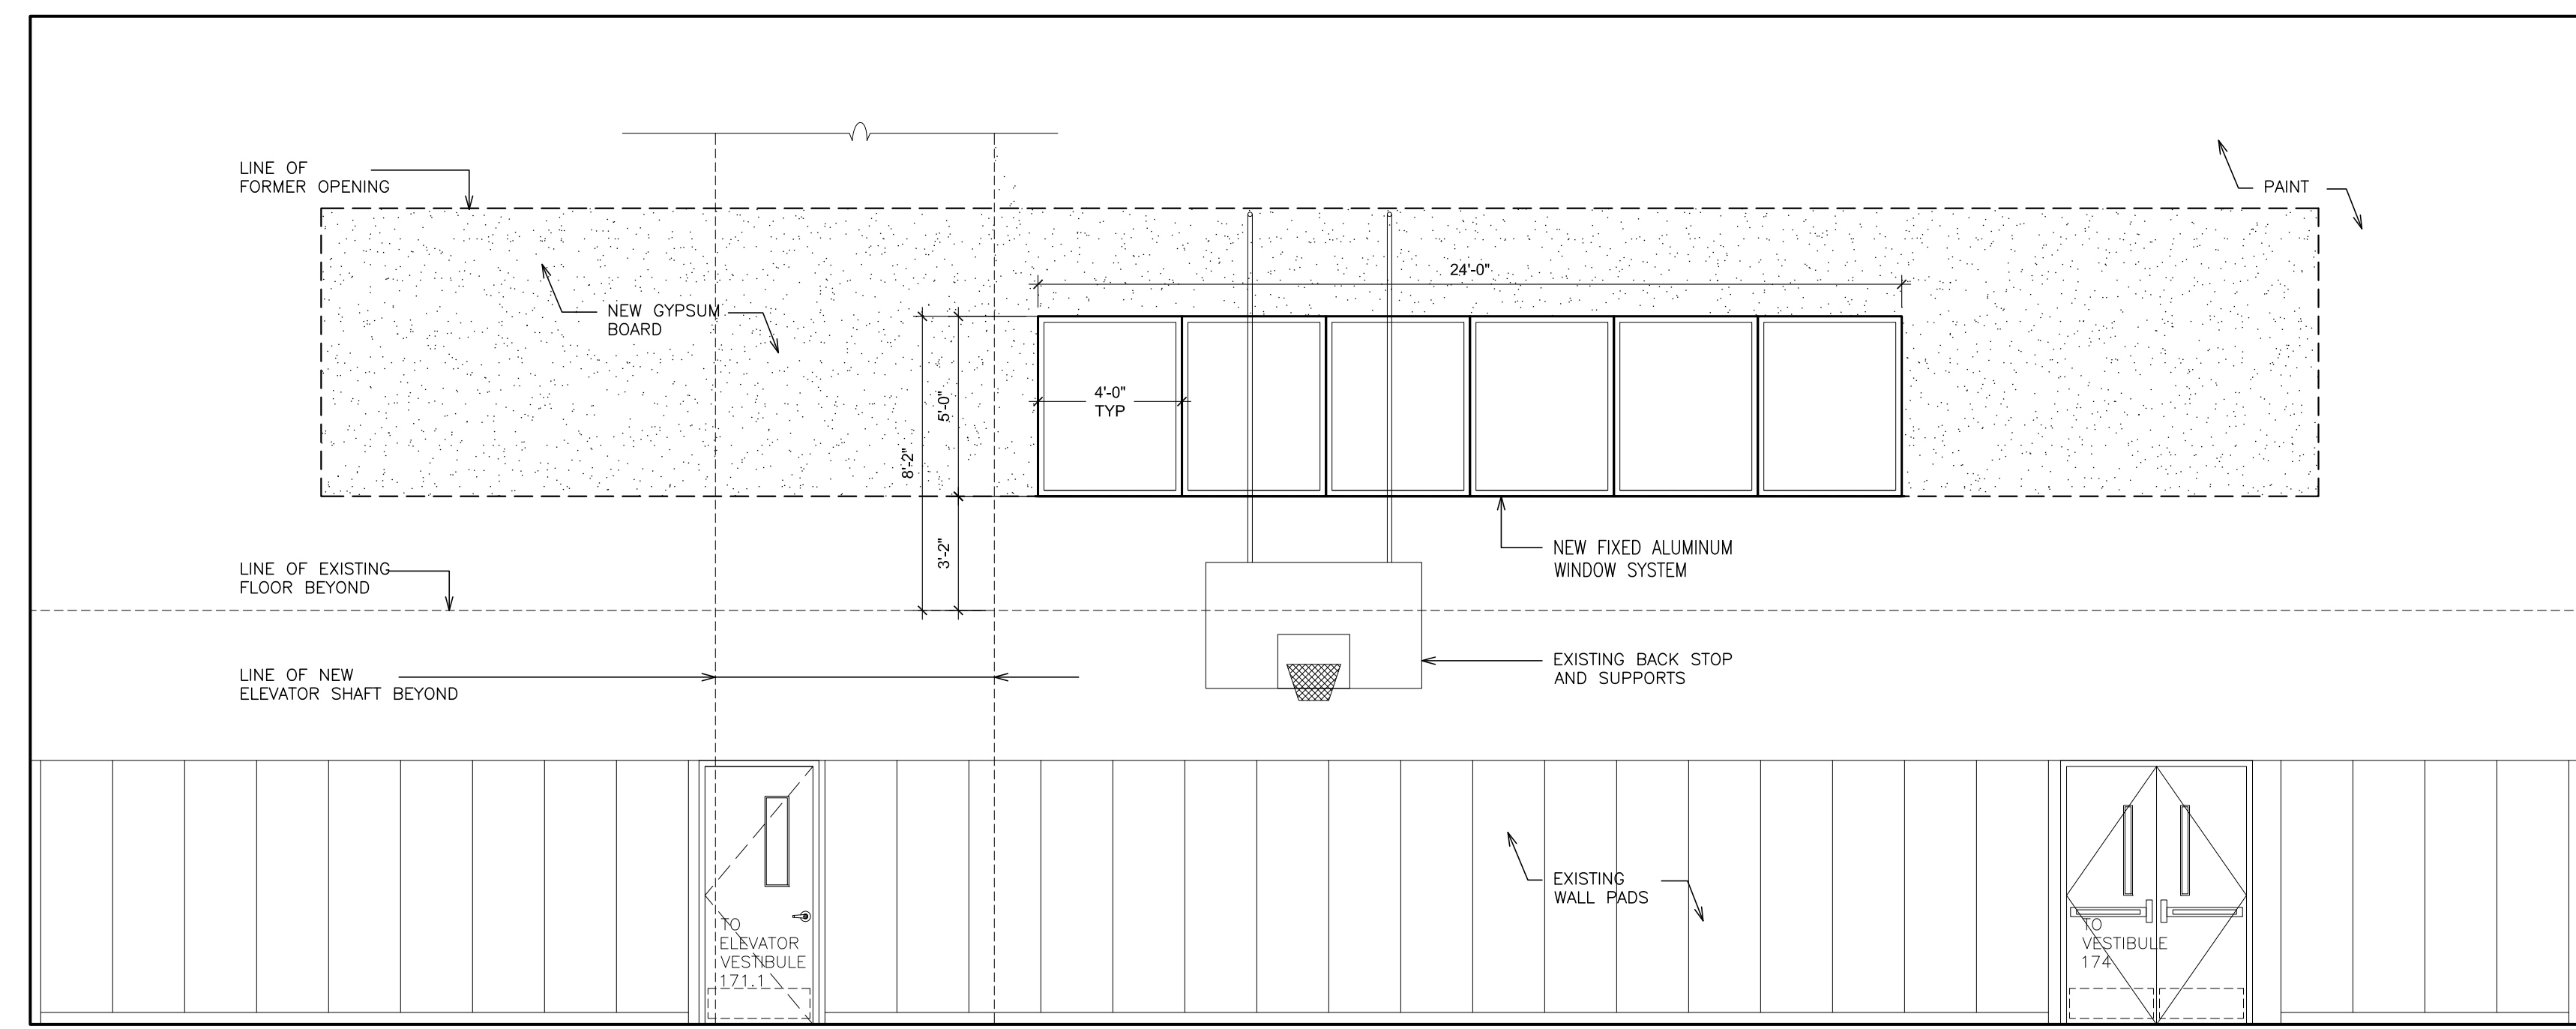 LINE OF
FORMER OPENING
PAINT
24'-0"
NEW GYPSUM
BOARD
4'-0"
TYP
5'-0"
8'-2"
3'-2"
NEW FIXED ALUMINUM
WINDOW SYSTEM
LINE OF EXISTING
FLOOR BEYOND
EXISTING BACK STOP
AND SUPPORTS
LINE OF NEW
ELEVATOR SHAFT BEYOND
EXISTING
WALL PADS
TO
ELEVATOR
VESTIBULE
171.1
TO
VESTIBULE
174